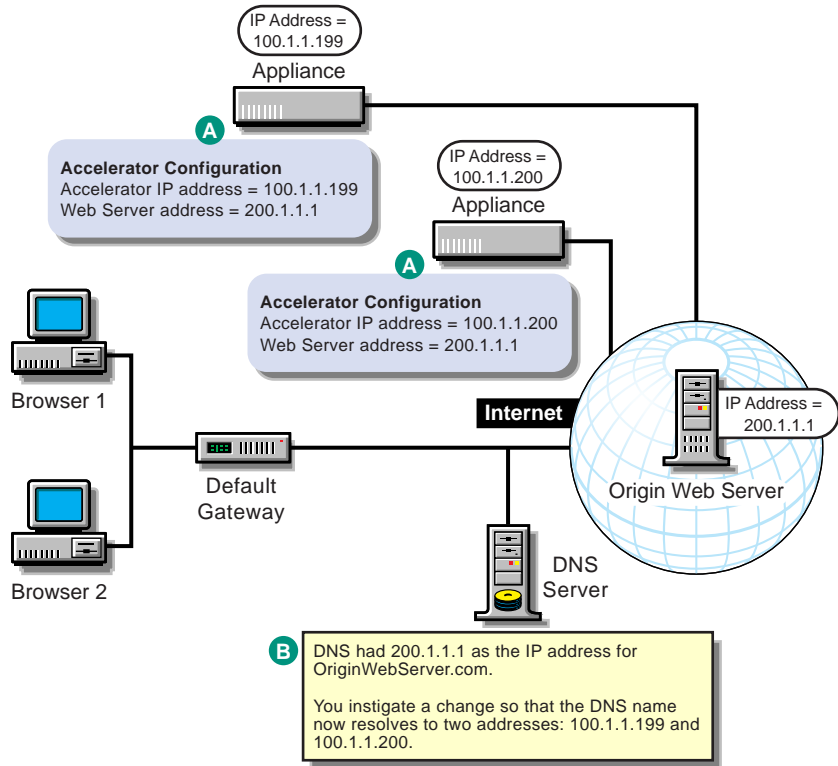 IP Address =
100.1.1.199
Appliance
A
Accelerator Configuration
Accelerator IP address = 100.1.1.199
Web Server address = 200.1.1.1
IP Address =
100.1.1.200
Appliance
A
Accelerator Configuration
Accelerator IP address = 100.1.1.200
Web Server address = 200.1.1.1
Browser 1
Browser 2
Default
Gateway
Internet
IP Address =
200.1.1.1
Origin Web Server
DNS
Server
B
DNS had 200.1.1.1 as the IP address for
OriginWebServer.com.
You instigate a change so that the DNS name
now resolves to two addresses: 100.1.1.199 and
100.1.1.200.